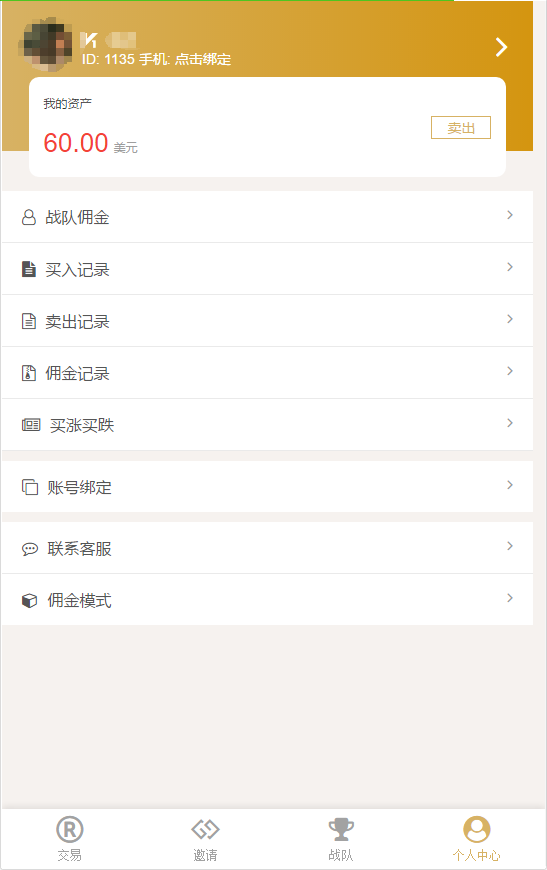 ID: 1135 手机: 点击绑定
我的资产
60.00 美元
卖出
战队佣金
买入记录
卖出记录
佣金记录
买涨买跌
账号绑定
联系客服
佣金模式
交易
邀请
战队
个人中心